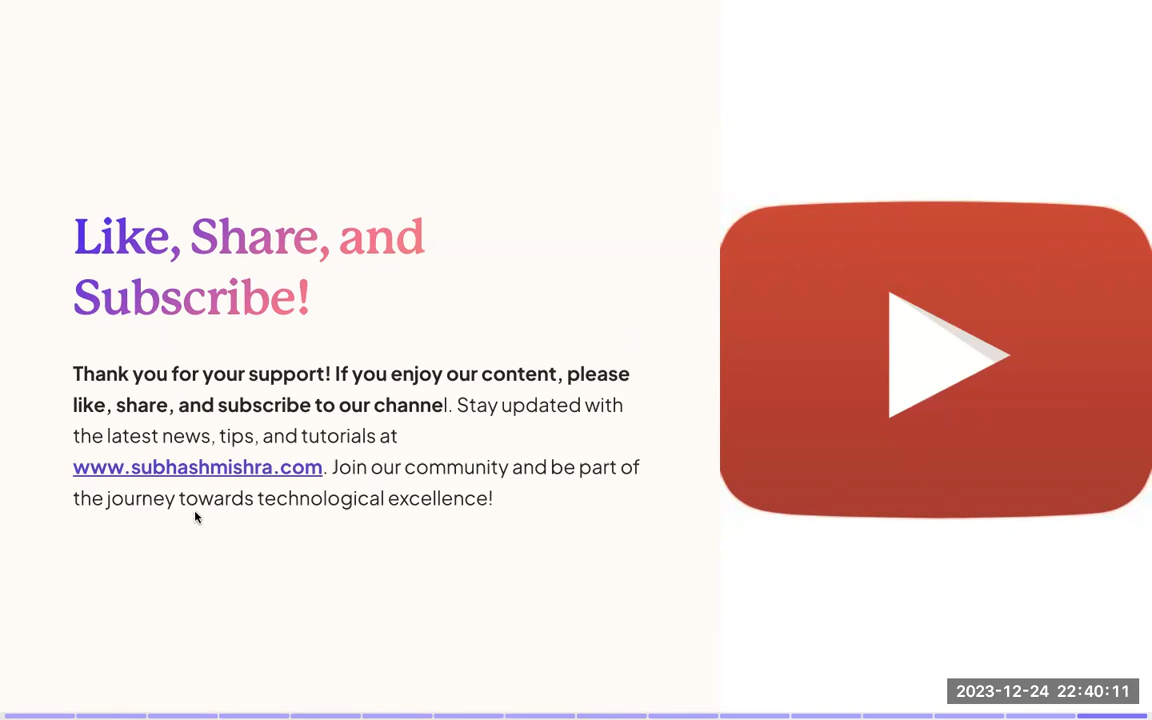 Like, Share, and
Subscribe!
Thank you for your support! If you enjoy our content, please
like, share, and subscribe to our channel. Stay updated with
the latest news, tips, and tutorials at
www.subhashmishra.com. Join our community and be part of
the journey towards technological excellence!
2023-12-24 22:40:11